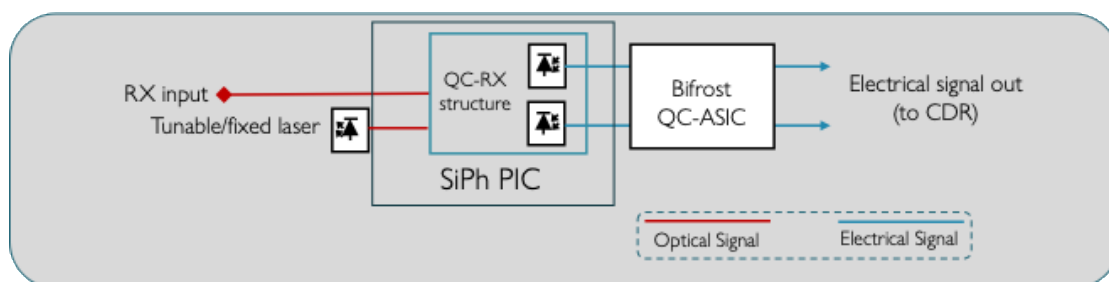 RX input
Tunable/fixed laser
QC-RX
structure
SiPh PIC
Bifrost
QC-ASIC
Electrical signal out
(to CDR)
Optical Signal
Electrical Signal